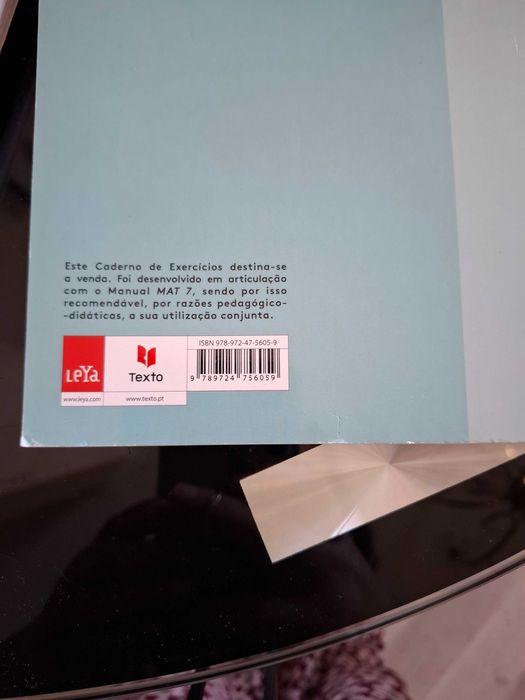 Este Caderno de Exercícios destina-se
a venda. Foi desenvolvido em articulação
com o Manual MAT 7, sendo por isso
recomendável, por razões pedagógico-
-didáticas, a sua utilização conjunta.
LeYa
www.leya.com
Texto
www.texto.pt
ISBN 978-972-47-5605-9
9 789724 756059